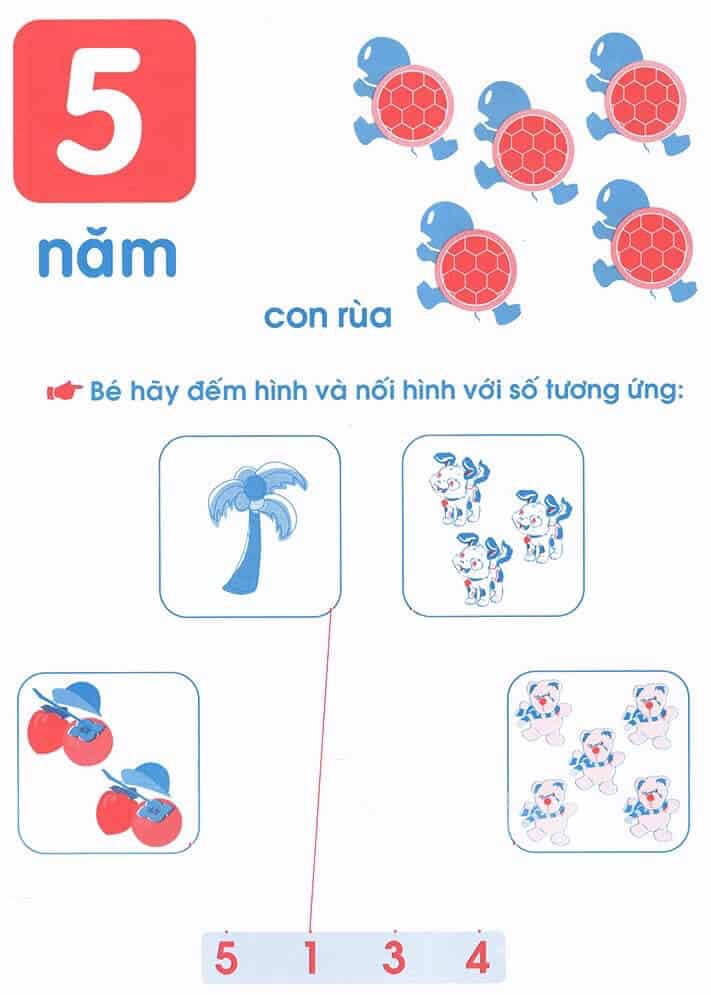 5
năm
con rùa
Bé hãy đếm hình và nối hình với số tương ứng:
5 1 3 4